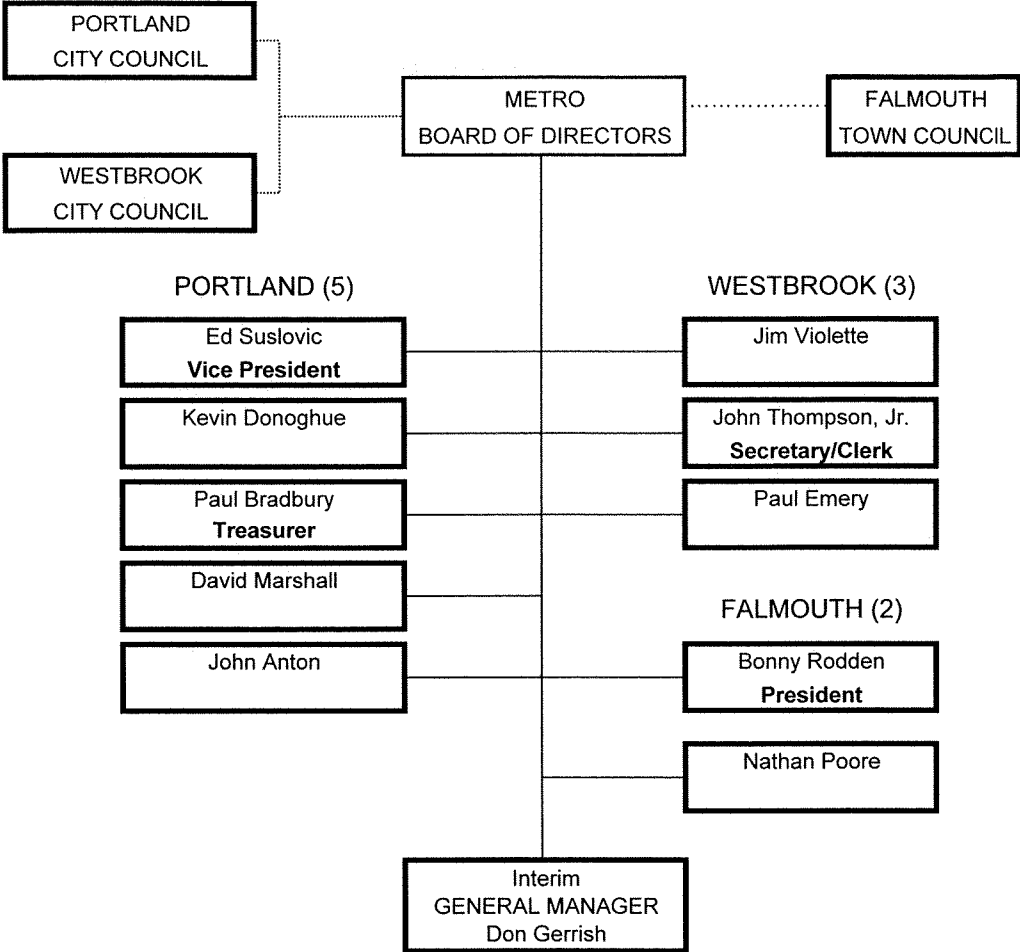 PORTLAND
CITY COUNCIL
METRO
BOARD OF DIRECTORS
FALMOUTH
TOWN COUNCIL
WESTBROOK
CITY COUNCIL
PORTLAND (5)
Ed Suslovic
Vice President
Kevin Donoghue
Paul Bradbury
Treasurer
David Marshall
John Anton
WESTBROOK (3)
Jim Violette
John Thompson, Jr.
Secretary/Clerk
Paul Emery
FALMOUTH (2)
Bonny Rodden
President
Nathan Poore
Interim
GENERAL MANAGER
Don Gerrish